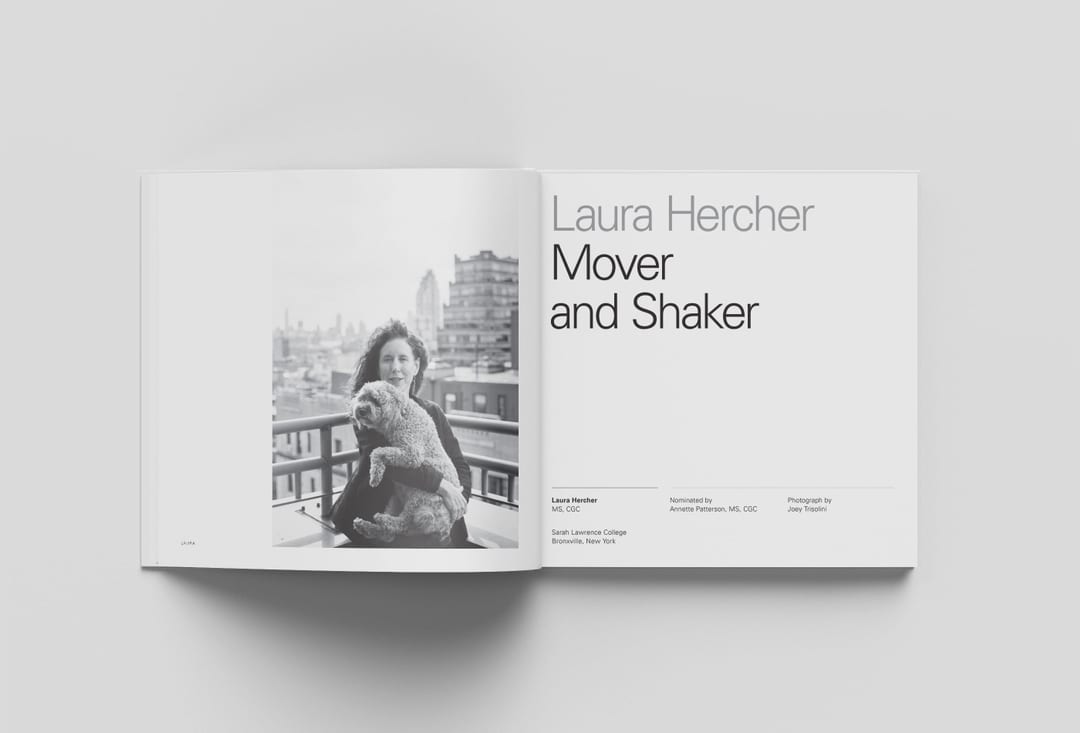 Laura Hercher
Mover
and Shaker
Laura Hercher
MS, CGC
Sarah Lawrence College
Bronxville, New York
Nominated by
Annette Patterson, MS, CGC
Photograph by
Joey Trisolini